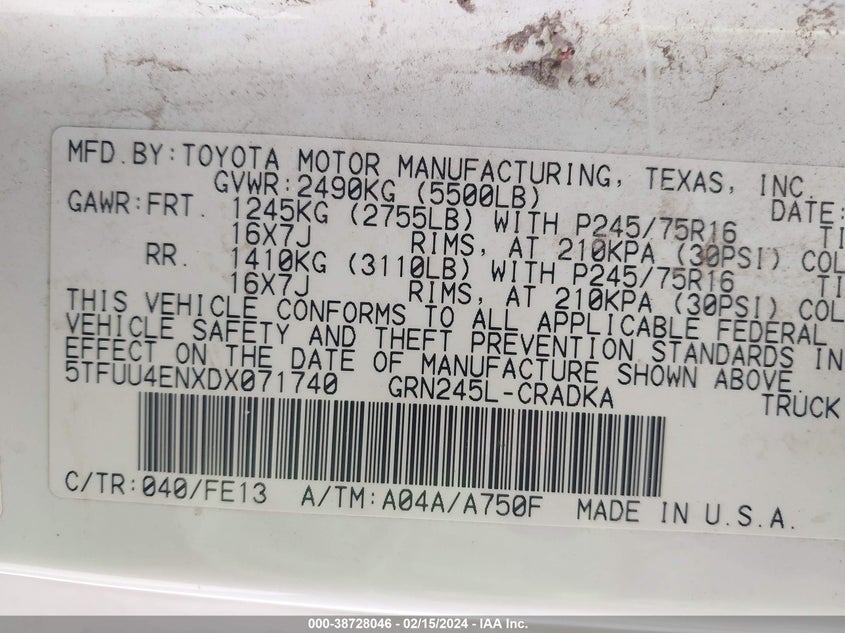 MFD.BY:TOYOTA MOTOR MANUFACTURING, TEXAS, INC.
GVWR:2490KG (5500LB) DATE:
GAWR:FRT. 1245KG (2755LB) WITH P245/75R16 TI
16X7J RIMS, AT 210KPA (30PSI) COL
RR. 1410KG (3110LB) WITH P245/75R16 TI
16X7J RIMS, AT 210KPA (30PSI) COL
THIS VEHICLE CONFORMS TO ALL APPLICABLE FEDERAL
VEHICLE SAFETY AND THEFT PREVENTION STANDARDS IN
EFFECT ON THE DATE OF MANUFACTURE SHOWN ABOVE.
5TFUU4ENXDX071740 GRN245L-CRADKA TRUCK
C/TR:040/FE13 A/TM:A04A/A750F MADE IN U.S.A.
000-38728046 - 02/15/2024 - IAA Inc.